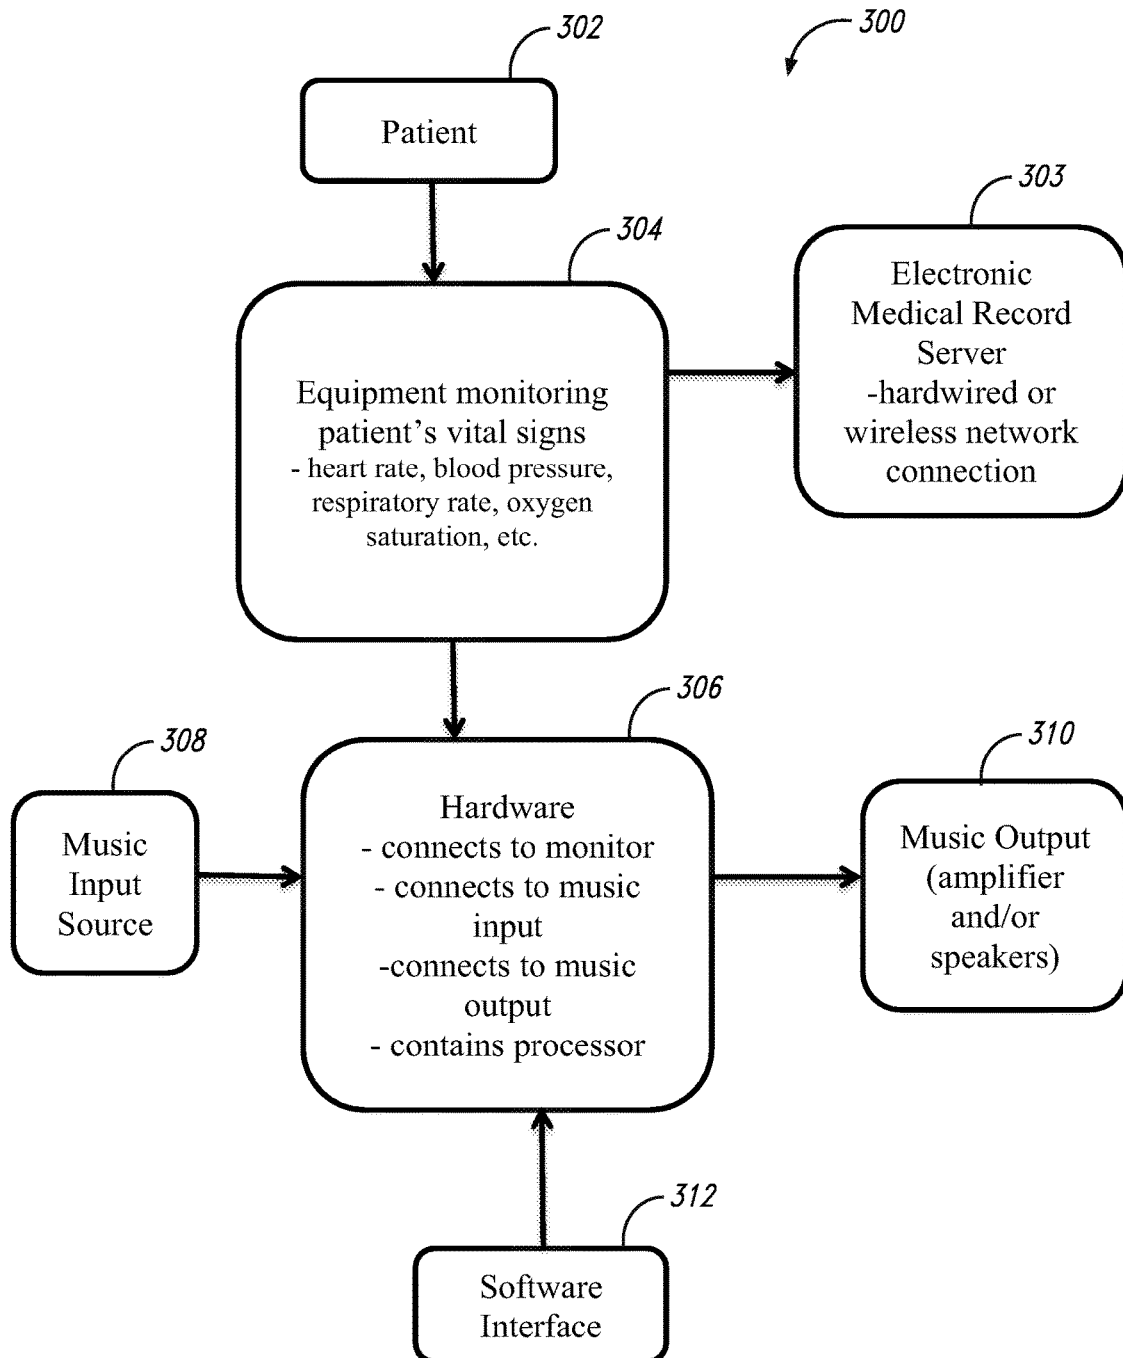 300
302
Patient
304
Equipment monitoring
patient's vital signs
- heart rate, blood pressure,
respiratory rate, oxygen
saturation, etc.
303
Electronic
Medical Record
Server
-hardwired or
wireless network
connection
308
Music
Input
Source
306
Hardware
- connects to monitor
- connects to music
input
-connects to music
output
- contains processor
310
Music Output
(amplifier
and/or
speakers)
312
Software
Interface